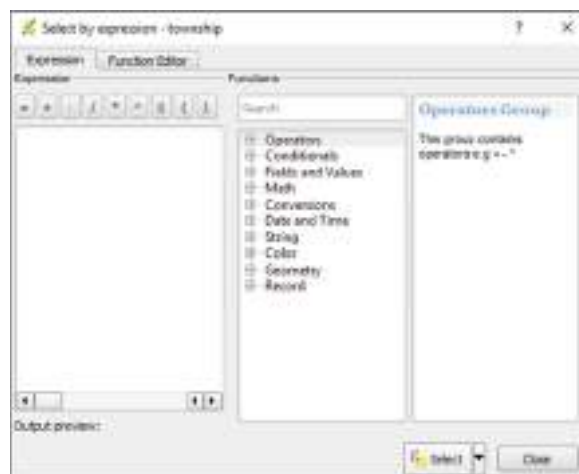 Select by expression - township
? ×
Expression Function Editor
Expression Functions
= + - / * ^ || ( )
Search
Operators
Conditionals
Fields and Values
Math
Conversions
Date and Time
String
Color
Geometry
Record
Operators Group
This group contains
operators e.g + - *
Output preview:
Select
Close